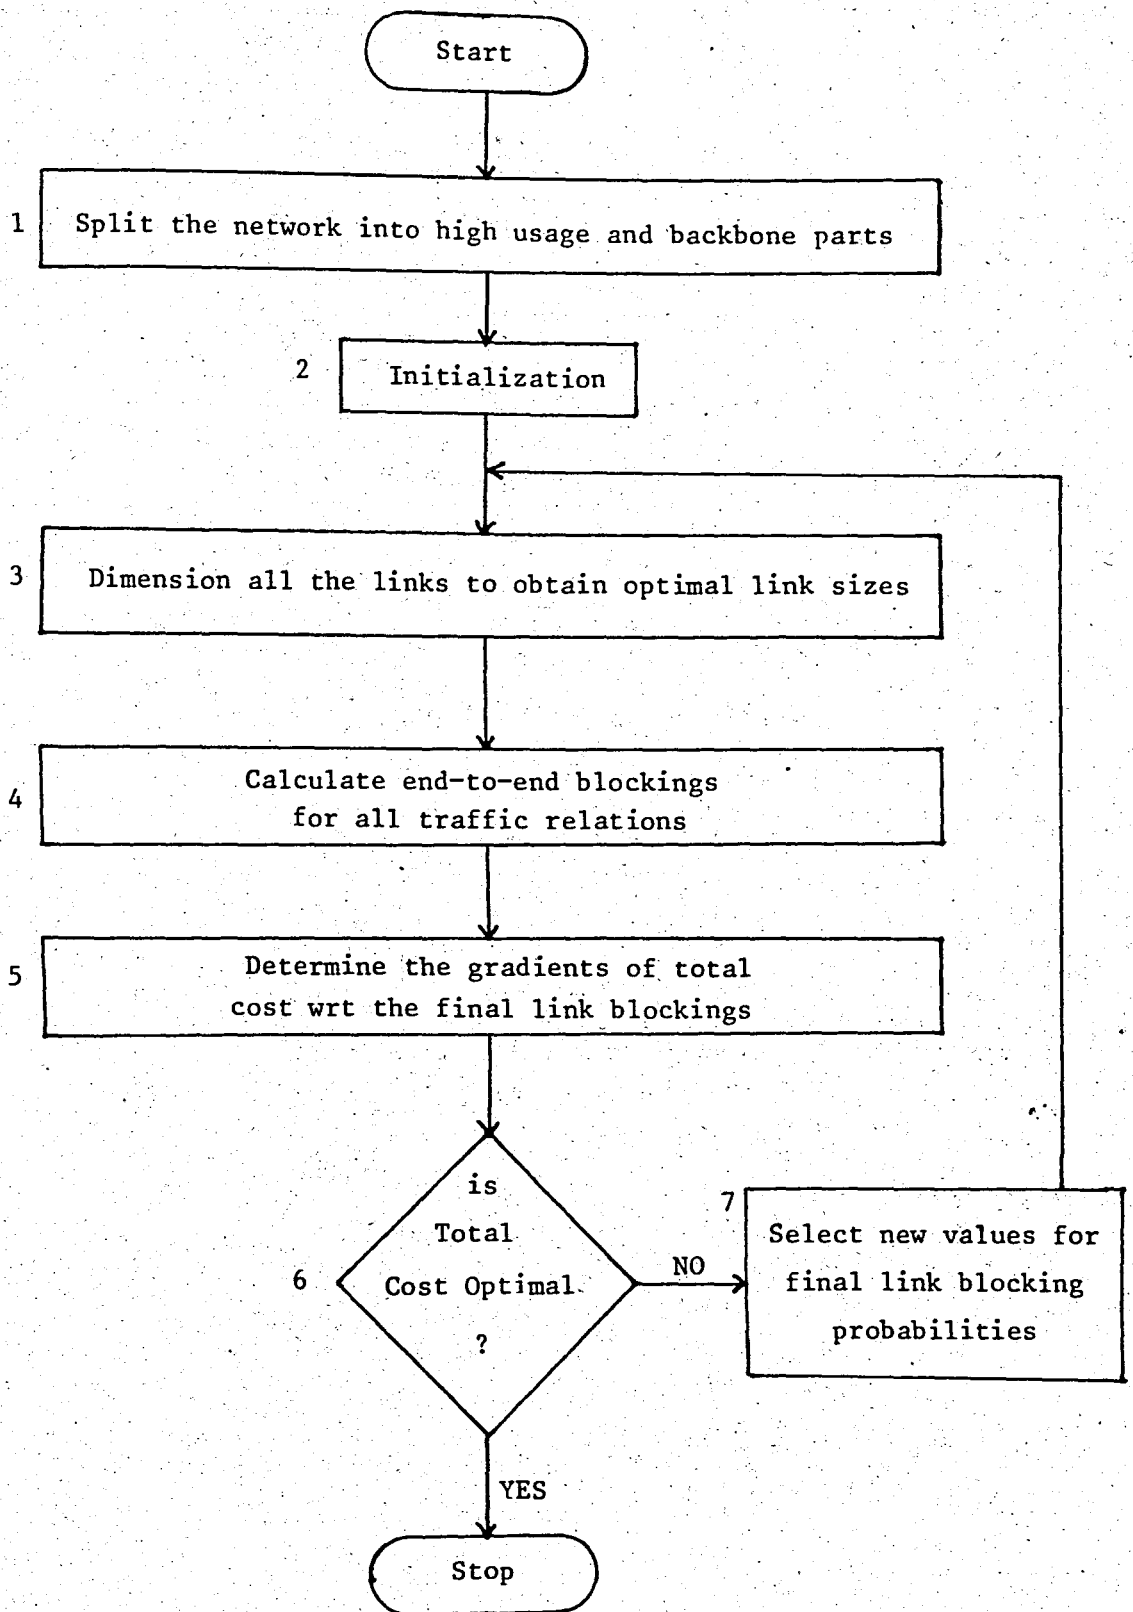 Start
1
Split the network into high usage and backbone parts
2
Initialization
3
Dimension all the links to obtain optimal link sizes
4
Calculate end-to-end blockings
for all traffic relations
5
Determine the gradients of total
cost wrt the final link blockings
6
is
Total
Cost Optimal
?
NO
7
Select new values for
final link blocking
probabilities
YES
Stop